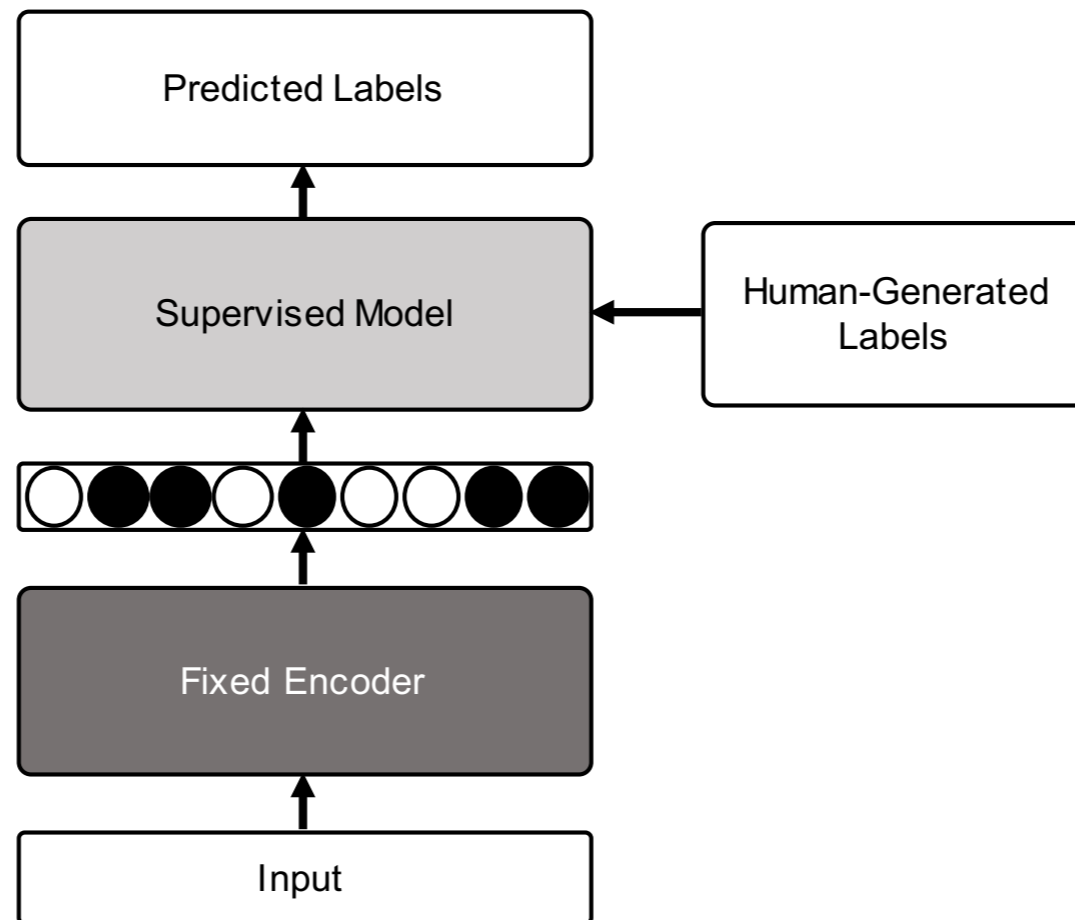 Predicted Labels
Supervised Model
Human-Generated
Labels
Fixed Encoder
Input